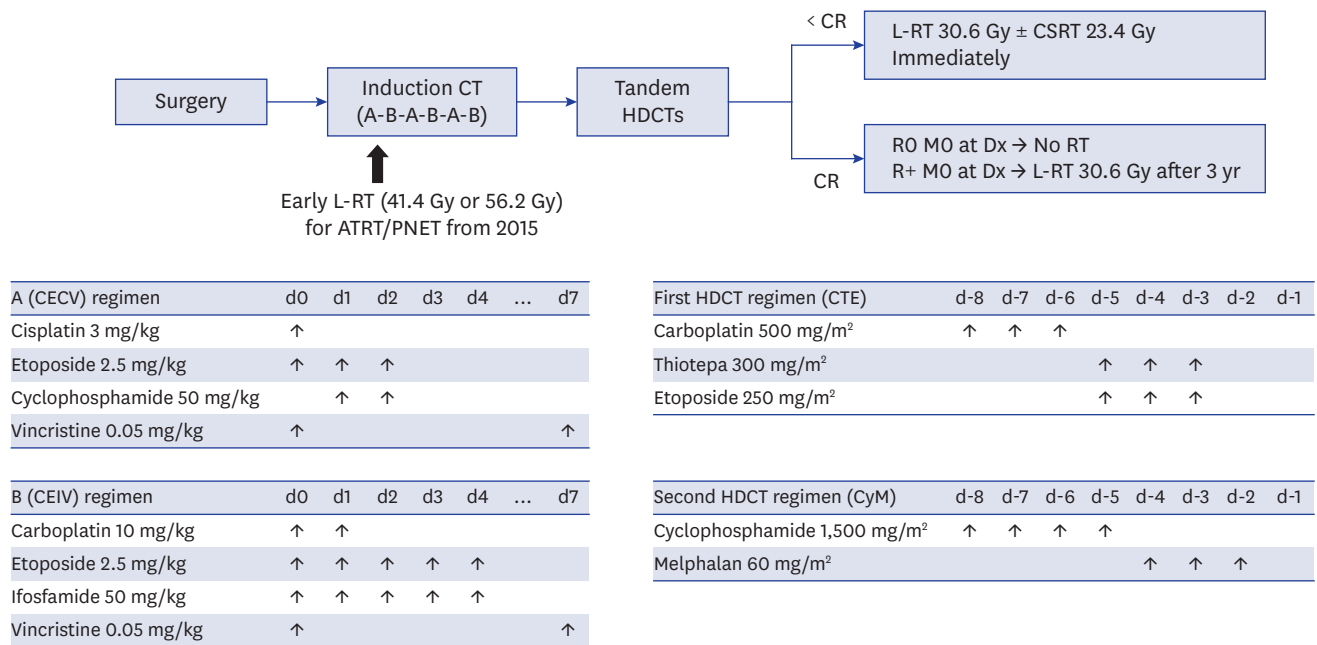 Surgery
Induction CT
(A-B-A-B-A-B)
Tandem
HDCTs
< CR
L-RT 30.6 Gy ± CSRT 23.4 Gy
Immediately
CR
R0 M0 at Dx → No RT
R+ M0 at Dx → L-RT 30.6 Gy after 3 yr
Early L-RT (41.4 Gy or 56.2 Gy)
for ATRT/PNET from 2015
A (CECV) regimen d0 d1 d2 d3 d4 … d7
Cisplatin 3 mg/kg ↑
Etoposide 2.5 mg/kg ↑ ↑ ↑
Cyclophosphamide 50 mg/kg ↑ ↑
Vincristine 0.05 mg/kg ↑ ↑
B (CEIV) regimen d0 d1 d2 d3 d4 … d7
Carboplatin 10 mg/kg ↑ ↑
Etoposide 2.5 mg/kg ↑ ↑ ↑ ↑ ↑
Ifosfamide 50 mg/kg ↑ ↑ ↑ ↑ ↑
Vincristine 0.05 mg/kg ↑ ↑
First HDCT regimen (CTE) d-8 d-7 d-6 d-5 d-4 d-3 d-2 d-1
Carboplatin 500 mg/m² ↑ ↑ ↑
Thiotepa 300 mg/m² ↑ ↑ ↑
Etoposide 250 mg/m² ↑ ↑ ↑
Second HDCT regimen (CyM) d-8 d-7 d-6 d-5 d-4 d-3 d-2 d-1
Cyclophosphamide 1,500 mg/m² ↑ ↑ ↑ ↑
Melphalan 60 mg/m² ↑ ↑ ↑